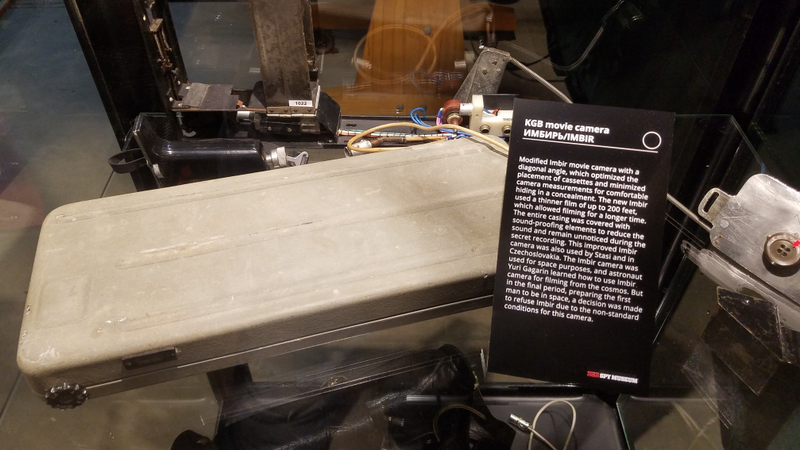 1022
KGB movie camera
ИМБИРЬ/IMBIR
Modified Imbir movie camera with a
diagonal angle, which optimized the
placement of cassettes and minimized
camera measurements for comfortable
hiding in a concealment. The new Imbir
used a thinner film of up to 200 feet,
which allowed filming for a longer time.
The entire casing was covered with
sound-proofing elements to reduce the
sound and remain unnoticed during the
secret recording. This improved Imbir
camera was also used by Stasi and in
Czechoslovakia. The Imbir camera was
used for space purposes, and astronaut
Yuri Gagarin learned how to use Imbir
camera for filming from the cosmos. But
in the final period, preparing the first
man to be in space, a decision was made
to refuse Imbir due to the non-standard
conditions for this camera.
KGB SPY MUSEUM